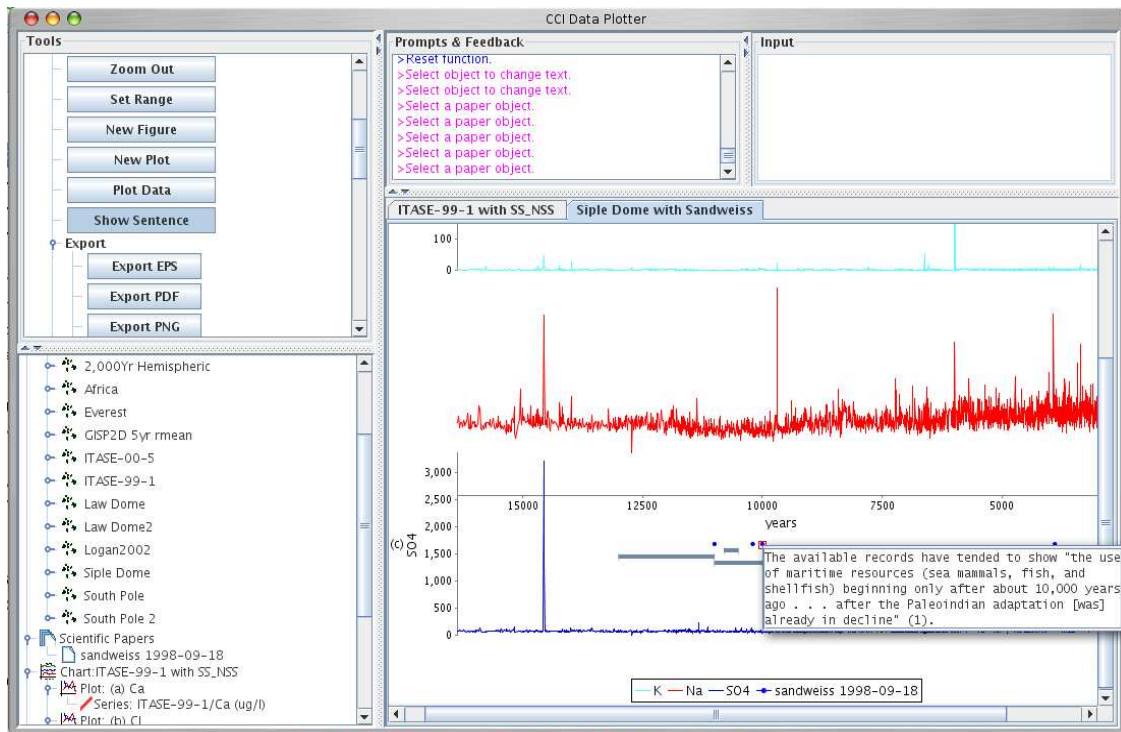 CCI Data Plotter
Tools
Zoom Out
Set Range
New Figure
New Plot
Plot Data
Show Sentence
Export
Export EPS
Export PDF
Export PNG
Prompts & Feedback
>Reset function.
>Select object to change text.
>Select object to change text.
>Select a paper object.
>Select a paper object.
>Select a paper object.
>Select a paper object.
>Select a paper object.
Input
2,000Yr Hemispheric
Africa
Everest
GISP2D 5yr rmean
ITASE-00-5
ITASE-99-1
Law Dome
Law Dome2
Logan2002
Siple Dome
South Pole
South Pole 2
Scientific Papers
sandweiss 1998-09-18
Chart:ITASE-99-1 with SS_NSS
Plot: (a) Ca
Series: ITASE-99-1/Ca (ug/l)
Plot: (b) Cl
ITASE-99-1 with SS_NSS
Siple Dome with Sandweiss
100
0
3,000
2,500
2,000
1,500
1,000
500
0
(c)
SO4
15000 12500 10000 7500 5000
years
The available records have tended to show "the use
of maritime resources (sea mammals, fish, and
shellfish) beginning only after about 10,000 years
ago . . . after the Paleoindian adaptation [was]
already in decline" (1).
K Na SO4 sandweiss 1998-09-18